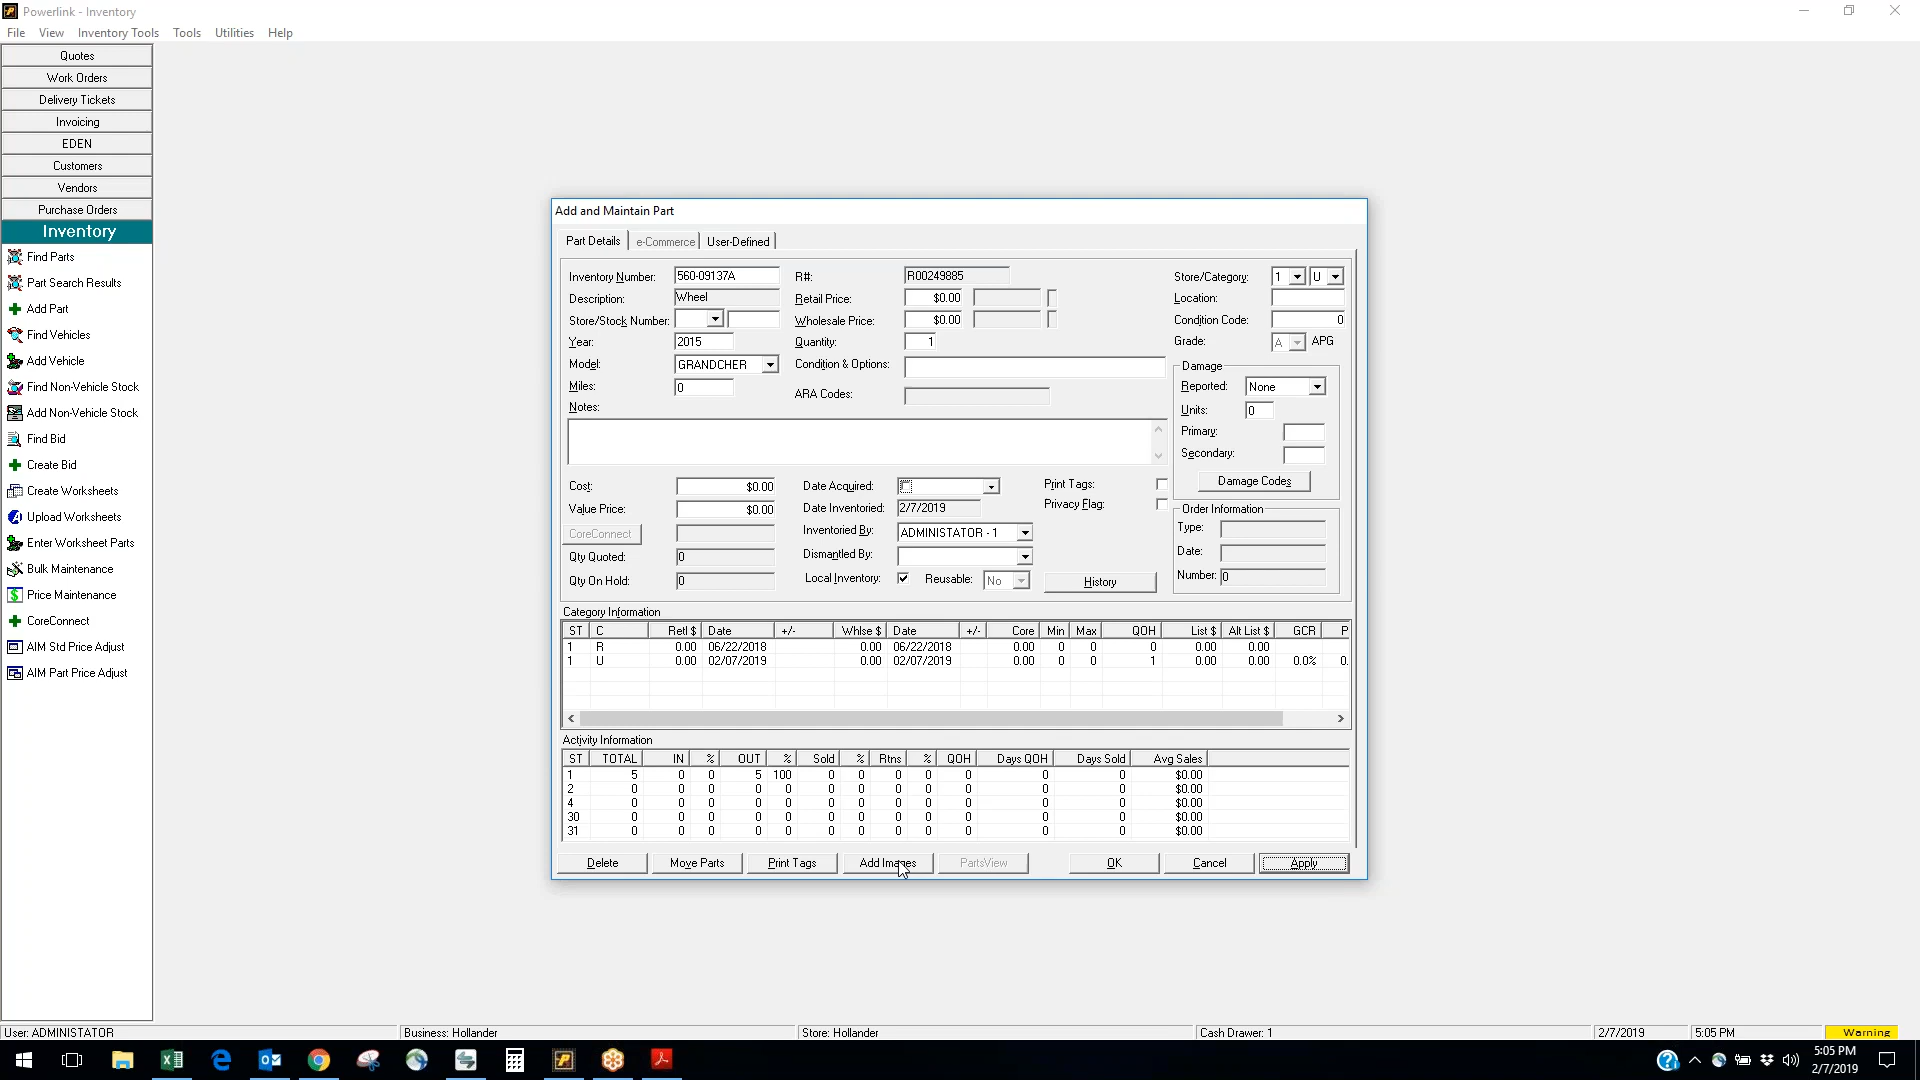 Powerlink - Inventory
File View Inventory Tools Tools Utilities Help
Quotes
Work Orders
Delivery Tickets
Invoicing
EDEN
Customers
Vendors
Purchase Orders
Inventory
Find Parts
Part Search Results
Add Part
Find Vehicles
Add Vehicle
Find Non-Vehicle Stock
Add Non-Vehicle Stock
Find Bid
Create Bid
Create Worksheets
Upload Worksheets
Enter Worksheet Parts
Bulk Maintenance
Price Maintenance
CoreConnect
AIM Std Price Adjust
AIM Part Price Adjust
Add and Maintain Part
Part Details e-Commerce User-Defined
Inventory Number: 560-09137A R#: R00249885 Store/Category: 1 U
Description: Wheel Retail Price: $0.00 Location:
Store/Stock Number: Wholesale Price: $0.00 Condition Code: 0
Year: 2015 Quantity: 1 Grade: A APG
Model: GRANDCHER Condition & Options: Damage
Miles: 0 ARA Codes: Reported: None
Notes: Units: 0
Primary:
Secondary:
Damage Codes
Cost: $0.00 Date Acquired: Print Tags:
Value Price: $0.00 Date Inventoried: 2/7/2019 Privacy Flag: Order Information
CoreConnect Inventoried By: ADMINISTATOR - 1 Type:
Qty Quoted: 0 Dismantled By: Date:
Qty On Hold: 0 Local Inventory: Reusable: No History Number: 0
Category Information
ST C Retl $ Date +/- Whlse $ Date +/- Core Min Max QOH List $ Alt List $ GCR P
1 R 0.00 06/22/2018 0.00 06/22/2018 0.00 0 0 0 0.00 0.00
1 U 0.00 02/07/2019 0.00 02/07/2019 0.00 0 0 1 0.00 0.00 0.0% 0.
Activity Information
ST TOTAL IN % OUT % Sold % Rtns % QOH Days QOH Days Sold Avg Sales
1 5 0 0 5 100 0 0 0 0 0 0 0 $0.00
2 0 0 0 0 0 0 0 0 0 0 0 0 $0.00
4 0 0 0 0 0 0 0 0 0 0 0 0 $0.00
30 0 0 0 0 0 0 0 0 0 0 0 0 $0.00
31 0 0 0 0 0 0 0 0 0 0 0 0 $0.00
Delete Move Parts Print Tags Add Images PartsView OK Cancel Apply
User: ADMINISTATOR Business: Hollander Store: Hollander Cash Drawer: 1 2/7/2019 5:05 PM Warning
5:05 PM
2/7/2019